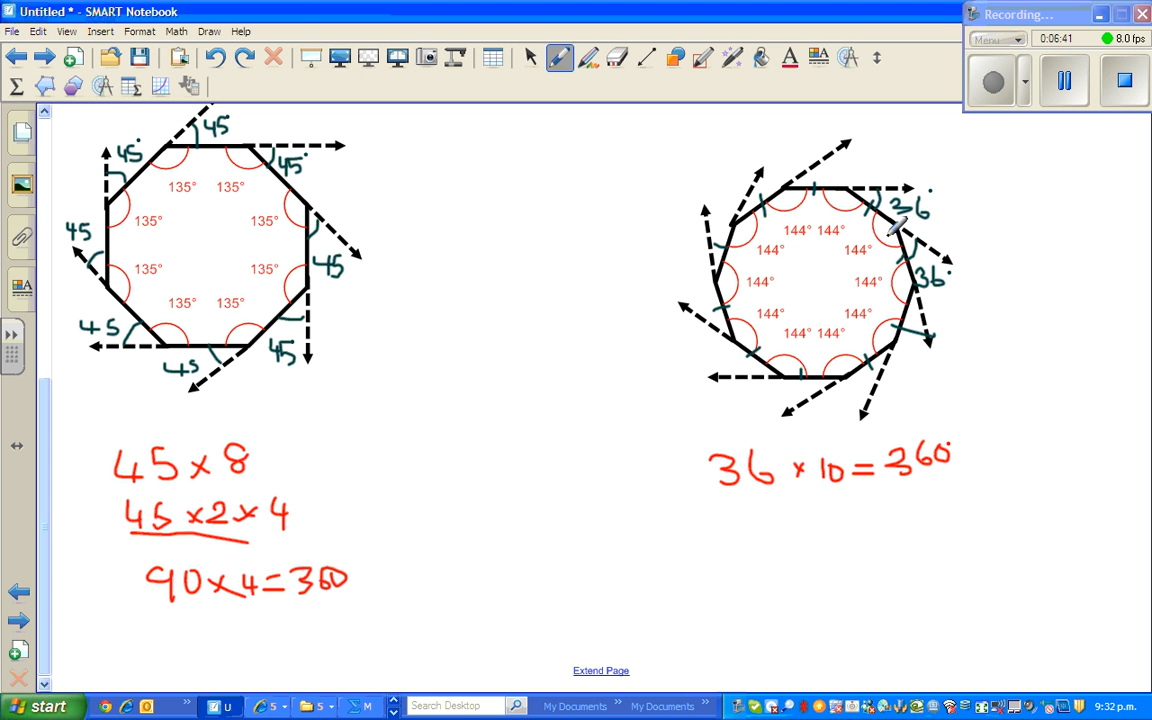 Untitled * - SMART Notebook
Recording...
File Edit View Insert Format Math Draw Help
Menu
0:06:41
8.0 fps
45°
45°
45°
135° 135°
135° 135°
45
45
135° 135°
135° 135°
45
45
45
36°
144° 144°
144° 144°
144° 144°
36°
144° 144°
144° 144°
45 × 8
45 × 2 × 4
90 × 4 = 360
36 × 10 = 360°
Extend Page
start
U
5
5
M
Search Desktop
My Documents
My Documents
9:32 p.m.